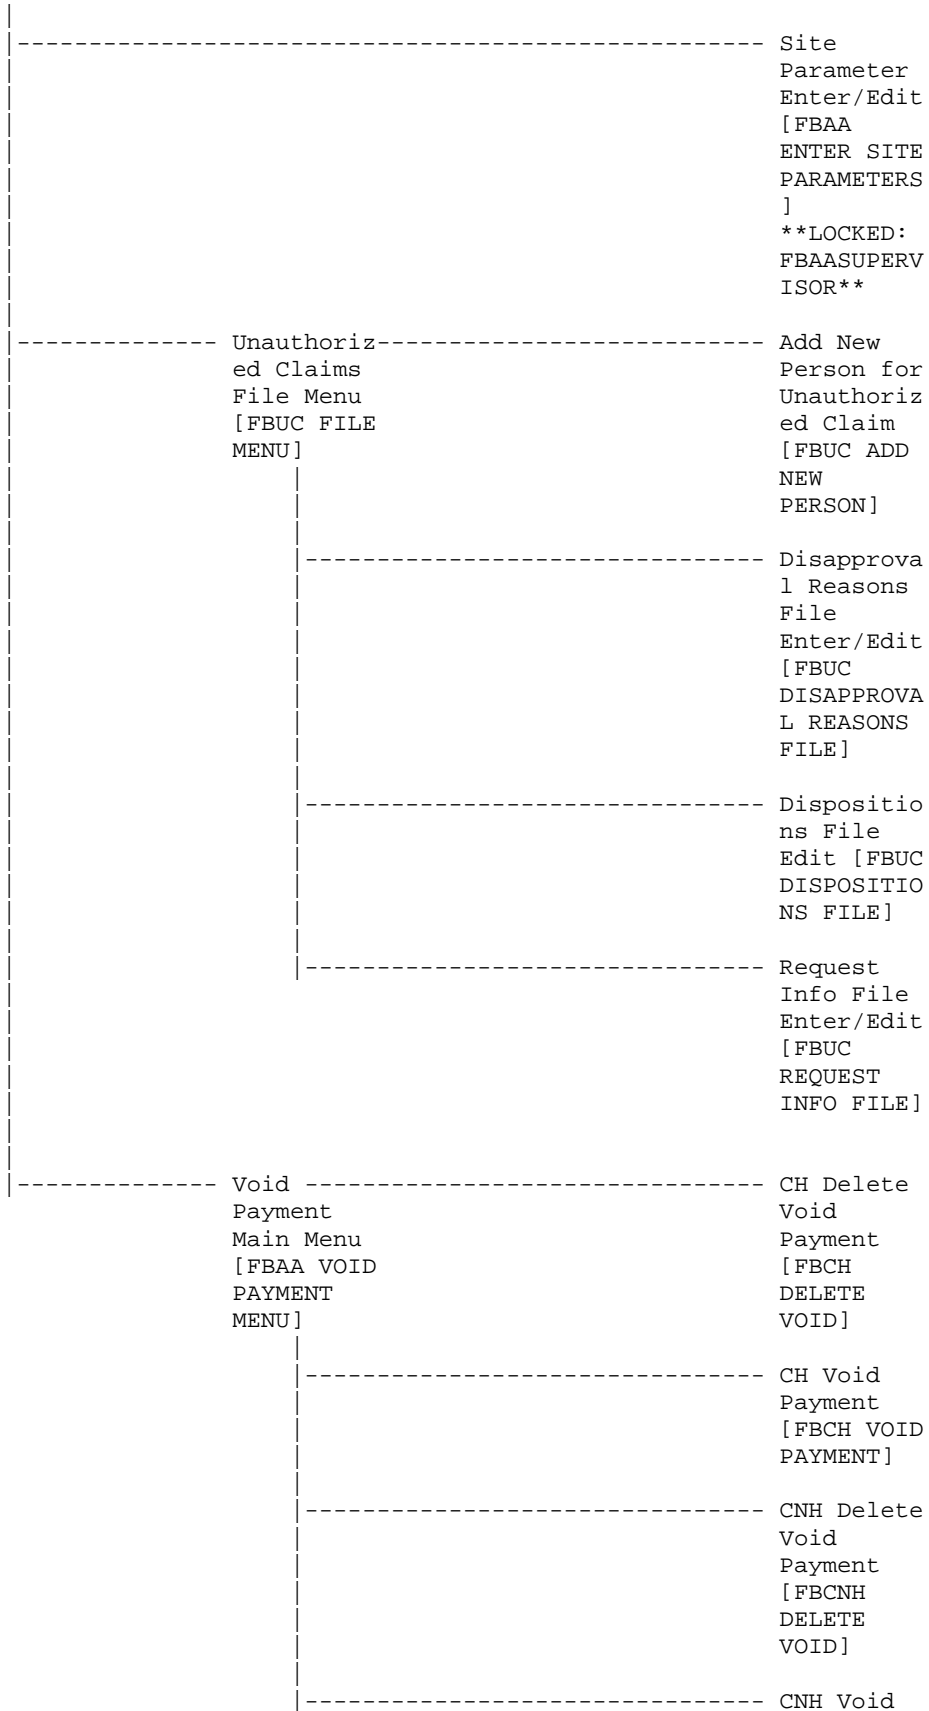 Site
Parameter
Enter/Edit
[FBAA
ENTER SITE
PARAMETERS
]
**LOCKED:
FBAASUPERV
ISOR**
Unauthoriz Add New
ed Claims Person for
File Menu Unauthoriz
[FBUC FILE ed Claim
MENU] [FBUC ADD
NEW
PERSON]
Disapprova
l Reasons
File
Enter/Edit
[FBUC
DISAPPROVA
L REASONS
FILE]
Dispositio
ns File
Edit [FBUC
DISPOSITIO
NS FILE]
Request
Info File
Enter/Edit
[FBUC
REQUEST
INFO FILE]
Void CH Delete
Payment Void
Main Menu Payment
[FBAA VOID [FBCH
PAYMENT DELETE
MENU] VOID]
CH Void
Payment
[FBCH VOID
PAYMENT]
CNH Delete
Void
Payment
[FBCNH
DELETE
VOID]
CNH Void